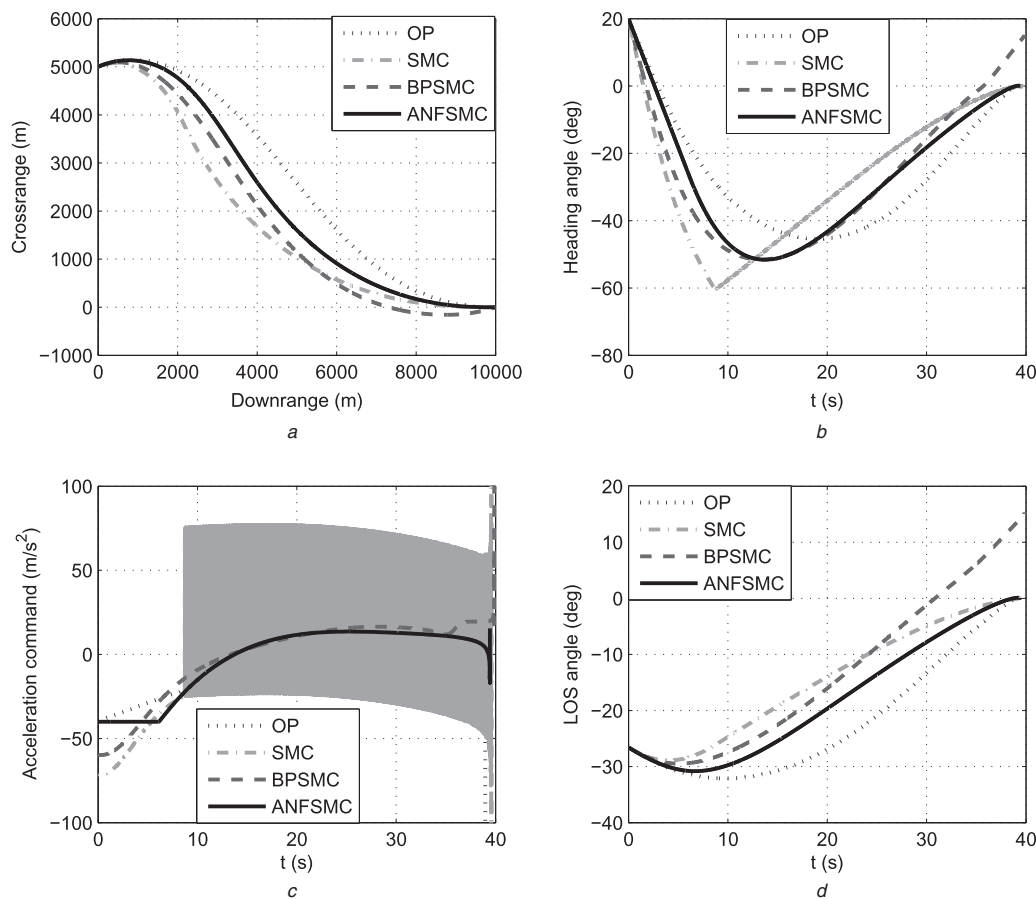 6000
5000
4000
3000
2000
1000
0
−1000
Crossrange (m)
OP
SMC
BPSMC
ANFSMC
0 2000 4000 6000 8000 10000
Downrange (m)
a
20
0
−20
−40
−60
−80
Heading angle (deg)
OP
SMC
BPSMC
ANFSMC
0 10 20 30 40
t (s)
b
100
50
0
−50
−100
Acceleration command (m/s²)
OP
SMC
BPSMC
ANFSMC
0 10 20 30 40
t (s)
c
20
10
0
−10
−20
−30
−40
LOS angle (deg)
OP
SMC
BPSMC
ANFSMC
0 10 20 30 40
t (s)
d